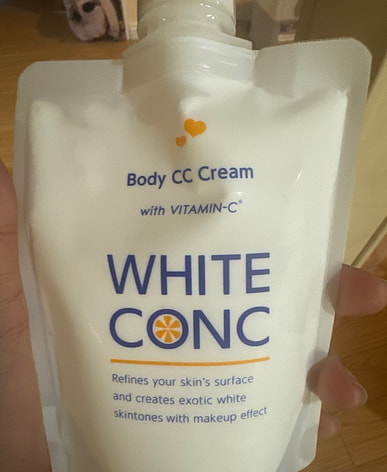 Body CC Cream
with VITAMIN-C*
WHITE
CONC
Refines your skin's surface
and creates exotic white
skintones with makeup effect